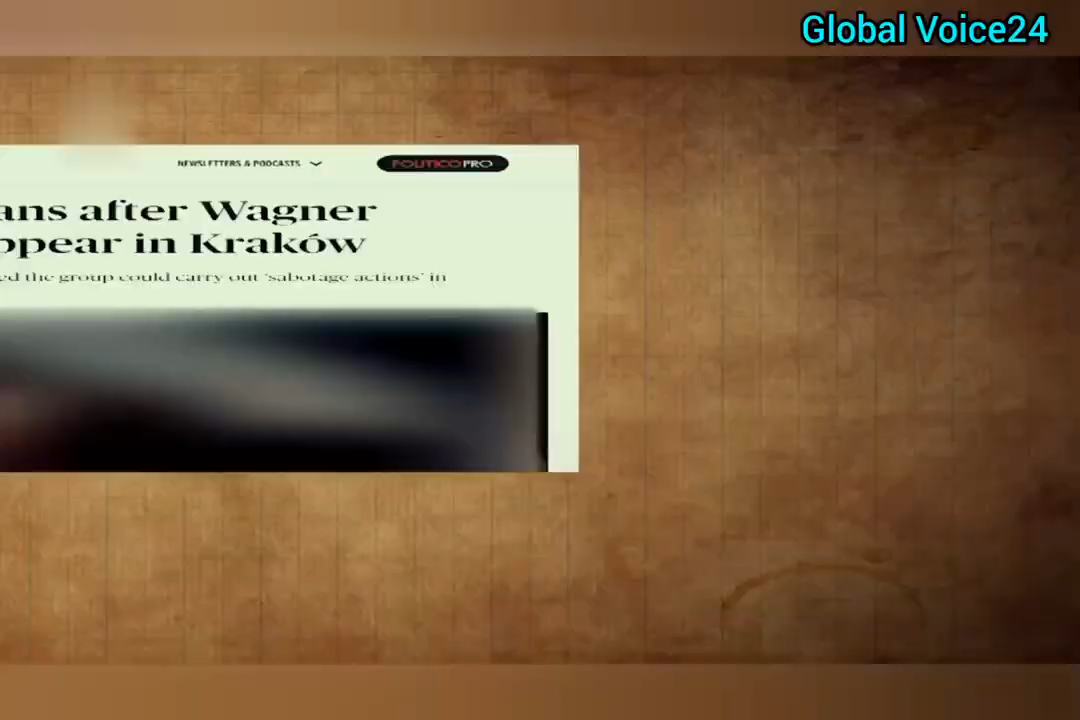 Global Voice24
NEWSLETTERS & PODCASTS
POLITICO PRO
ans after Wagner
ppear in Kraków
ed the group could carry out 'sabotage actions' in